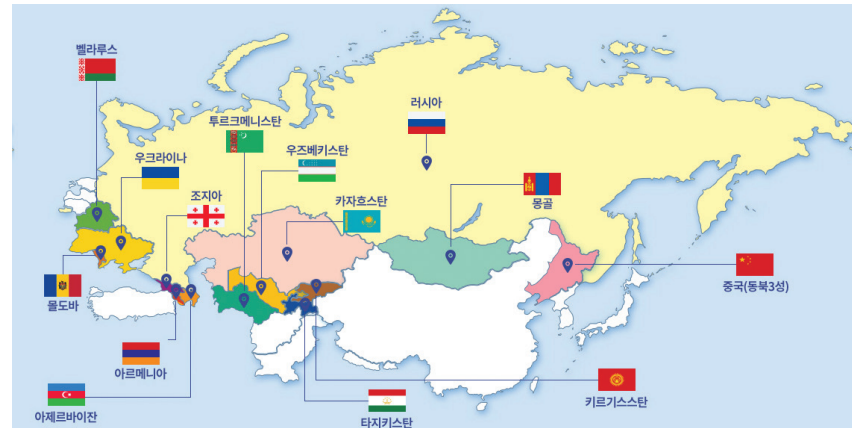 벨라루스
러시아
투르크메니스탄
우즈베키스탄
우크라이나
조지아
카자흐스탄
몽골
몰도바
중국(동북3성)
아르메니아
아제르바이잔
타지키스탄
키르기스스탄